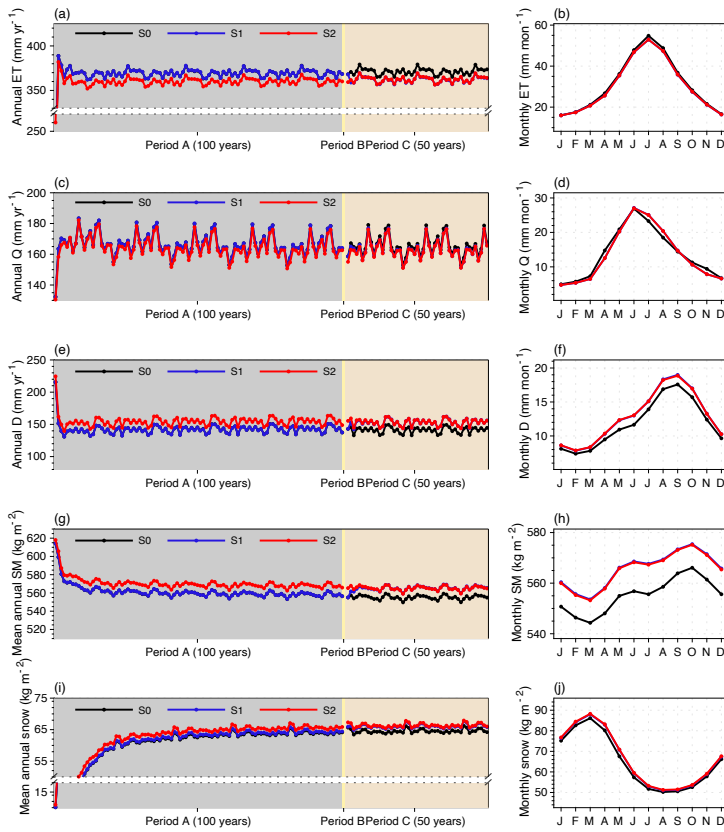 (a)
S0 S1 S2
Annual ET (mm yr⁻¹)
400
350
250
Period A (100 years) Period B Period C (50 years)
(b)
Monthly ET (mm mon⁻¹)
60
40
20
J F M A M J J A S O N D
(c)
S0 S1 S2
Annual Q (mm yr⁻¹)
200
180
160
140
Period A (100 years) Period B Period C (50 years)
(d)
Monthly Q (mm mon⁻¹)
30
20
10
J F M A M J J A S O N D
(e)
S0 S1 S2
Annual D (mm yr⁻¹)
250
200
150
100
Period A (100 years) Period B Period C (50 years)
(f)
Monthly D (mm mon⁻¹)
20
15
10
J F M A M J J A S O N D
(g)
S0 S1 S2
Mean annual SM (kg m⁻²)
620
600
580
560
540
520
Period A (100 years) Period B Period C (50 years)
(h)
Monthly SM (kg m⁻²)
580
560
540
J F M A M J J A S O N D
(i)
S0 S1 S2
Mean annual snow (kg m⁻²)
75
65
55
15
Period A (100 years) Period B Period C (50 years)
(j)
Monthly snow (kg m⁻²)
90
80
70
60
50
J F M A M J J A S O N D